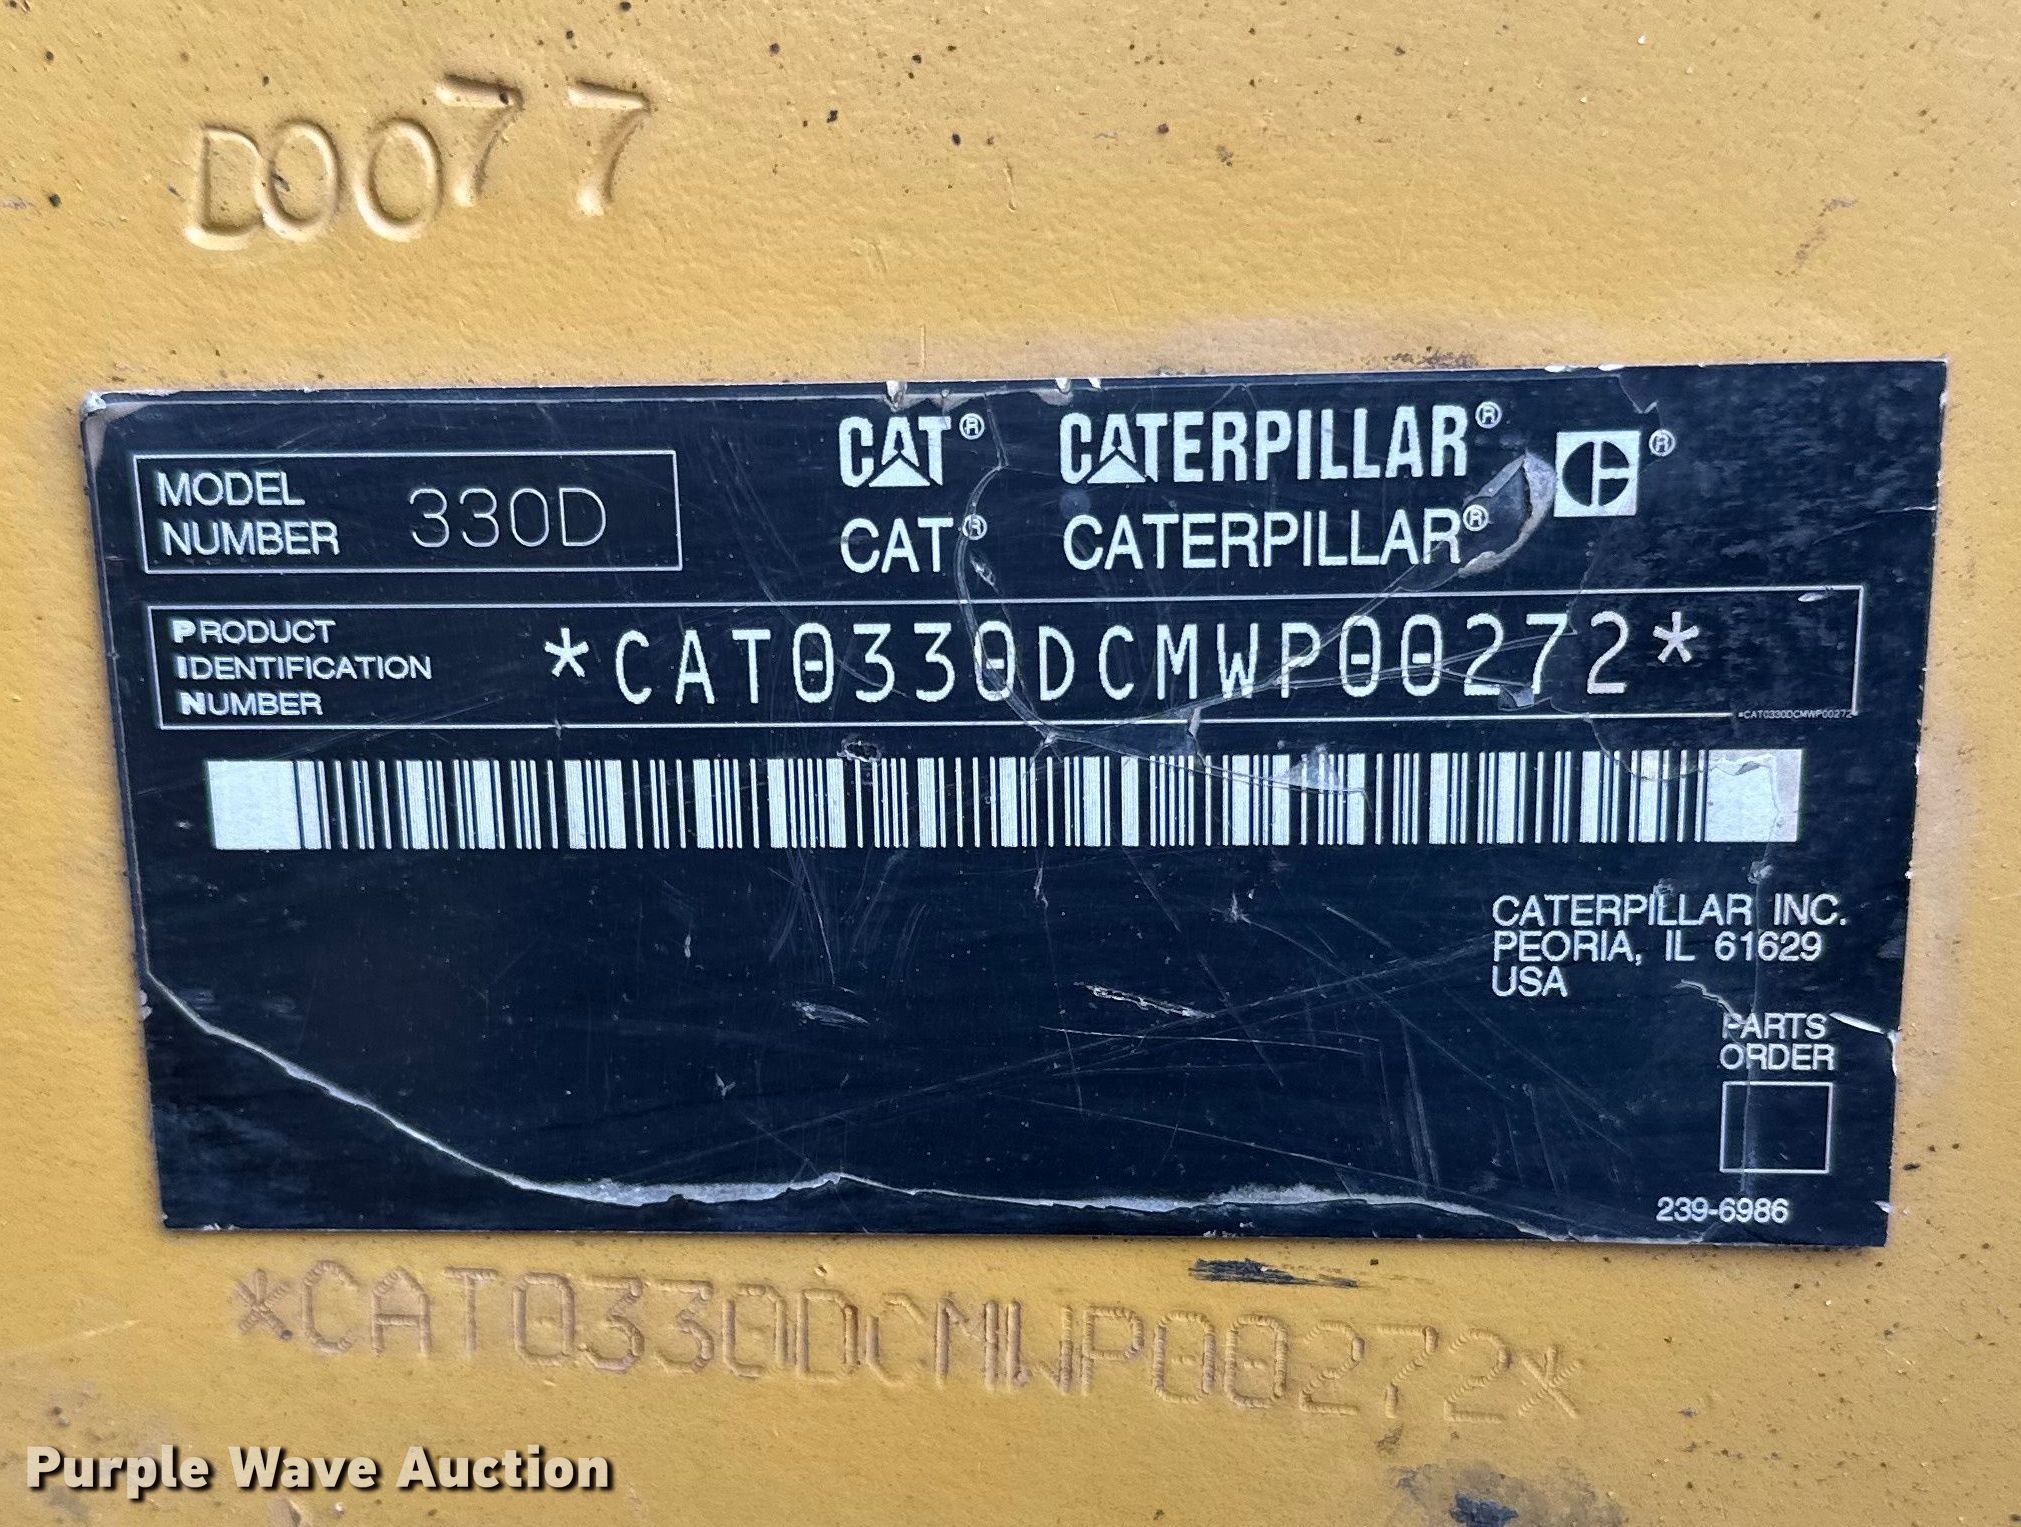 D0077
CAT® CATERPILLAR® ®
MODEL NUMBER 330D
CAT® CATERPILLAR®
PRODUCT IDENTIFICATION NUMBER *CAT0330DCMWP00272*
*CAT0330DCMWP00272*
CATERPILLAR INC.
PEORIA, IL 61629
USA
PARTS
ORDER
239-6986
*CAT0330DCMWP00272*
Purple Wave Auction